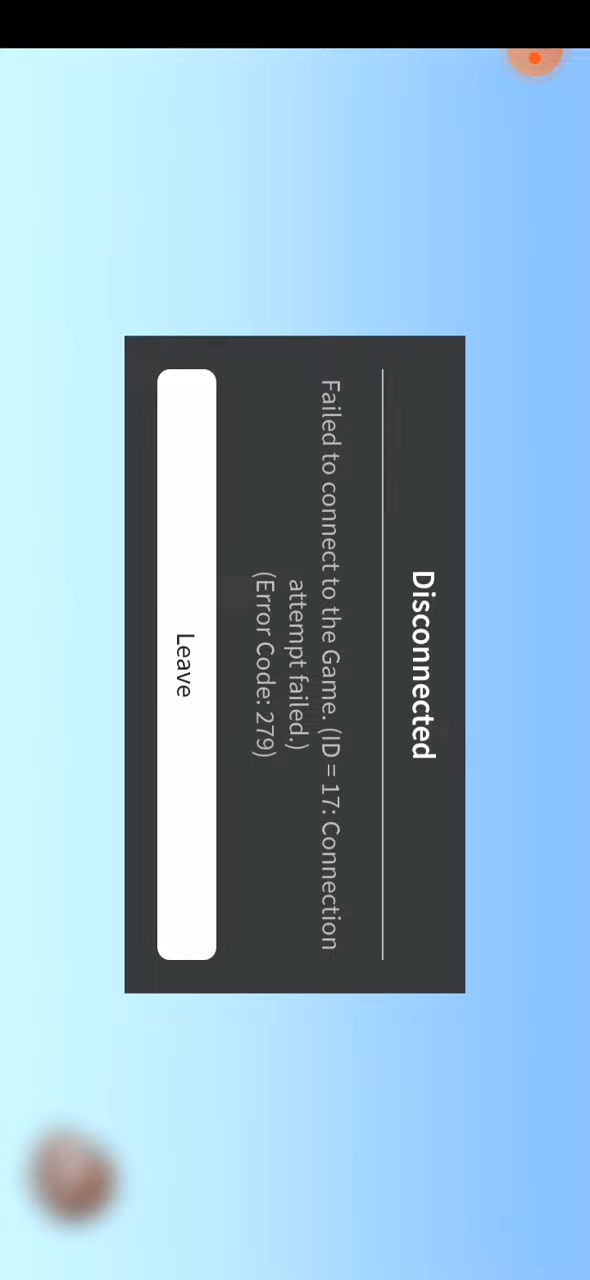 Disconnected
Failed to connect to the Game. (ID = 17: Connection
attempt failed.)
(Error Code: 279)
Leave